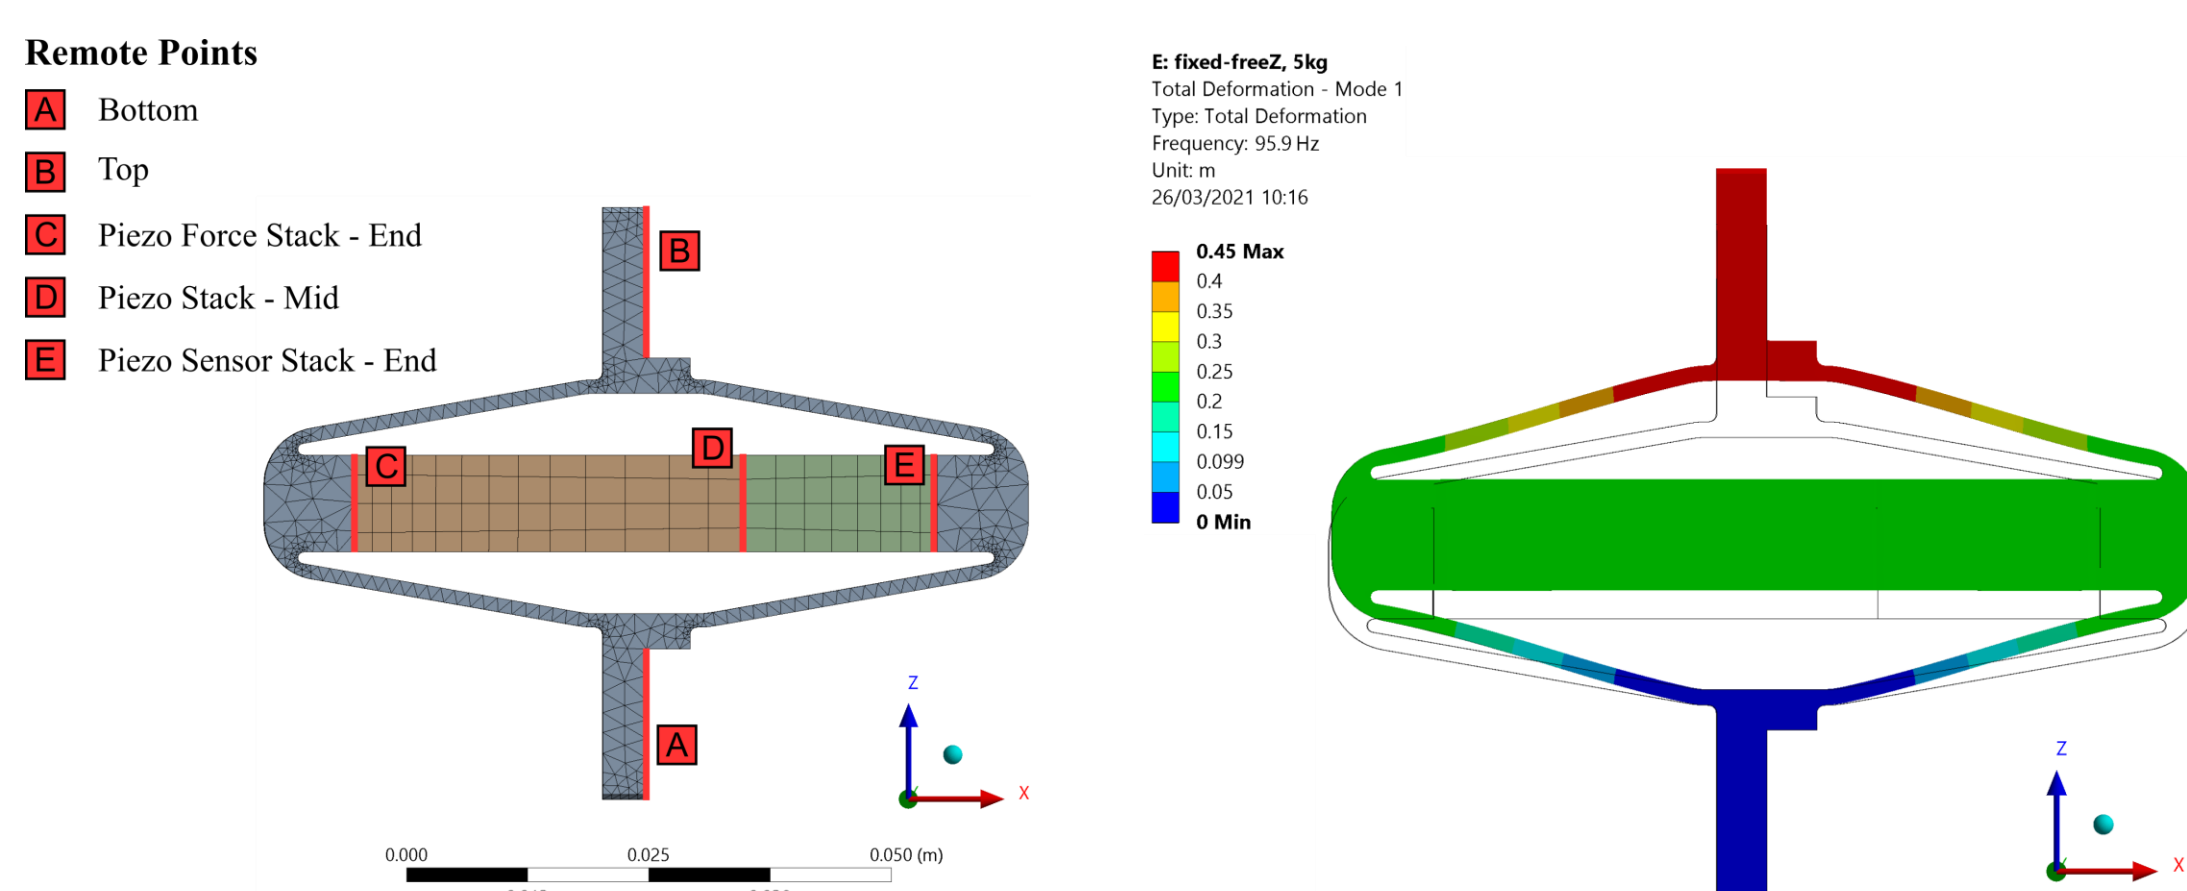 Remote Points
A Bottom
B Top
C Piezo Force Stack - End
D Piezo Stack - Mid
E Piezo Sensor Stack - End
B
D
C
E
A
Z
X
0.000 0.025 0.050 (m)
E: fixed-freeZ, 5kg
Total Deformation - Mode 1
Type: Total Deformation
Frequency: 95.9 Hz
Unit: m
26/03/2021 10:16
0.45 Max
0.4
0.35
0.3
0.25
0.2
0.15
0.099
0.05
0 Min
Z
X